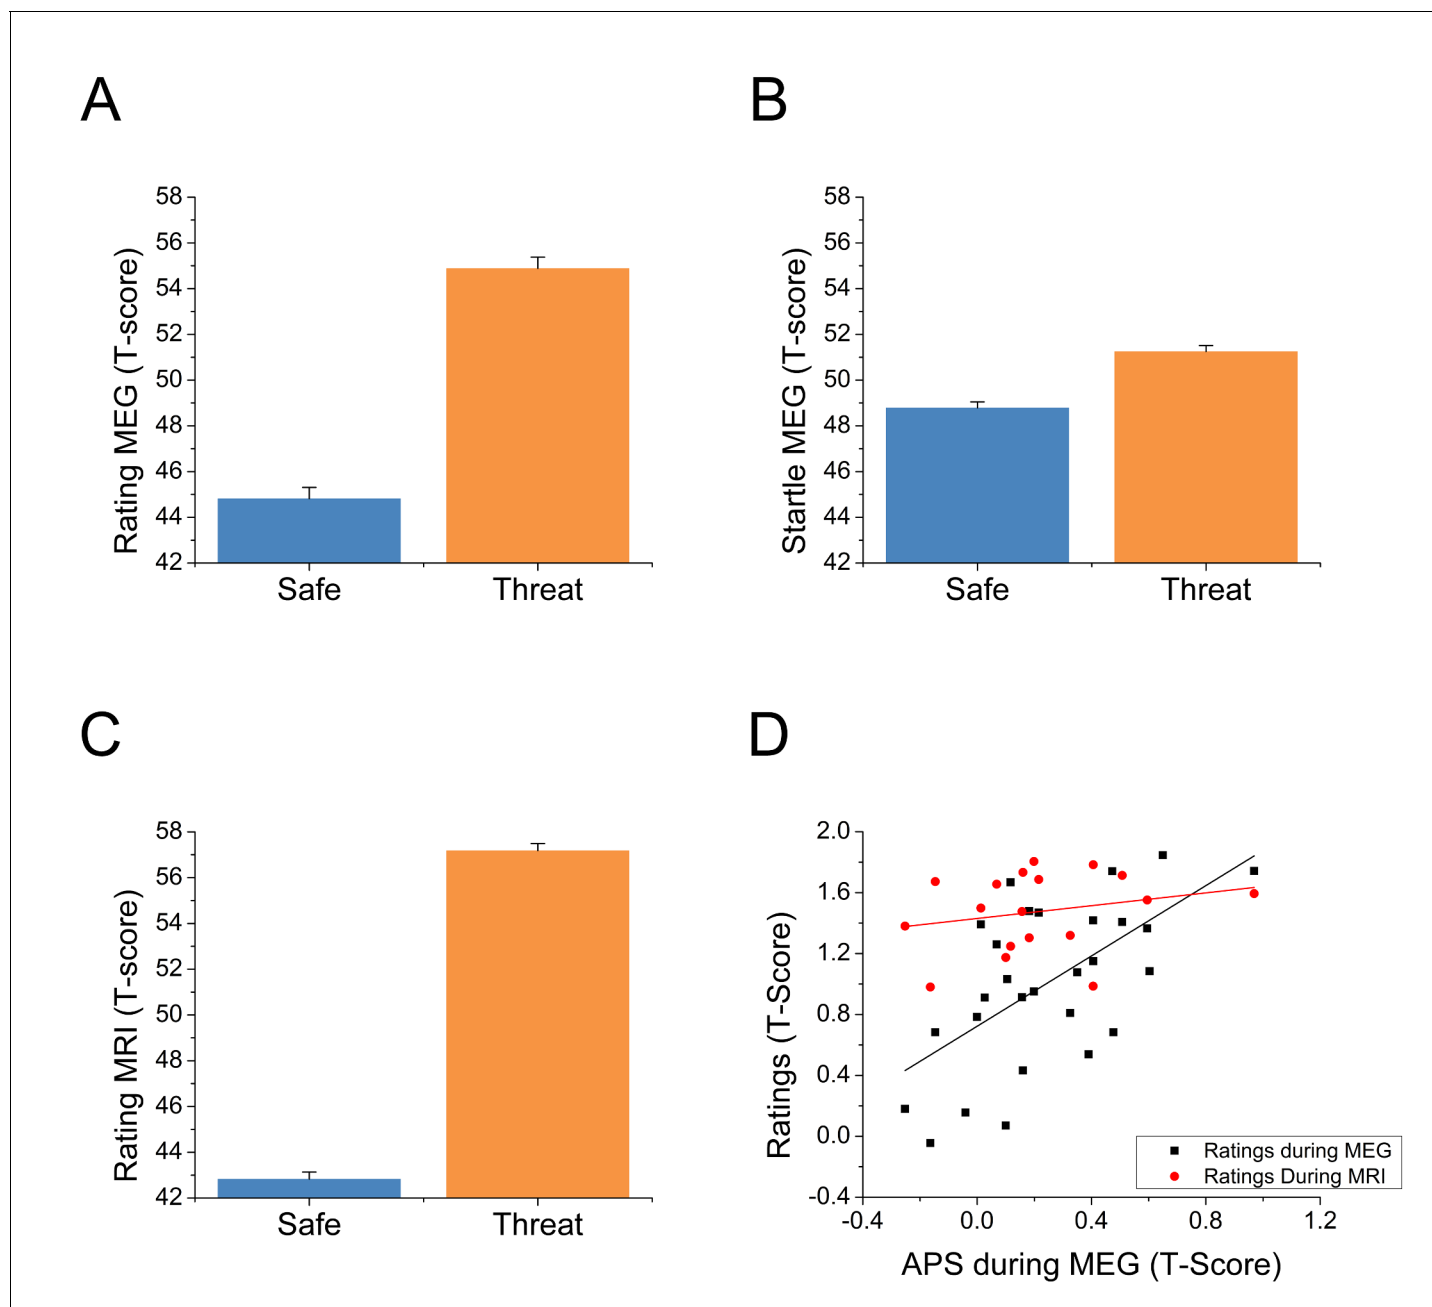 A
Rating MEG (T-score)
58
56
54
52
50
48
46
44
42
Safe Threat
B
Startle MEG (T-score)
58
56
54
52
50
48
46
44
42
Safe Threat
C
Rating MRI (T-score)
58
56
54
52
50
48
46
44
42
Safe Threat
D
Ratings (T-Score)
2.0
1.6
1.2
0.8
0.4
0.0
-0.4
Ratings during MEG
Ratings During MRI
-0.4 0.0 0.4 0.8 1.2
APS during MEG (T-Score)